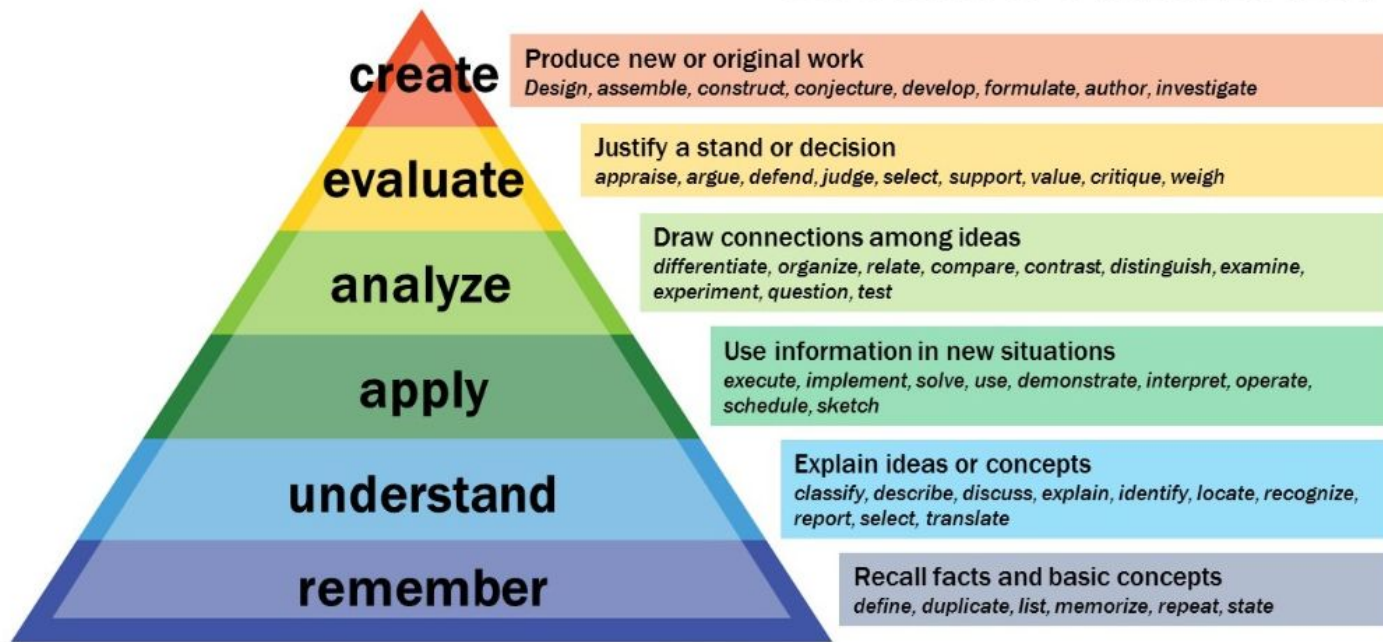 create
Produce new or original work
Design, assemble, construct, conjecture, develop, formulate, author, investigate
evaluate
Justify a stand or decision
appraise, argue, defend, judge, select, support, value, critique, weigh
analyze
Draw connections among ideas
differentiate, organize, relate, compare, contrast, distinguish, examine,
experiment, question, test
apply
Use information in new situations
execute, implement, solve, use, demonstrate, interpret, operate,
schedule, sketch
understand
Explain ideas or concepts
classify, describe, discuss, explain, identify, locate, recognize,
report, select, translate
remember
Recall facts and basic concepts
define, duplicate, list, memorize, repeat, state